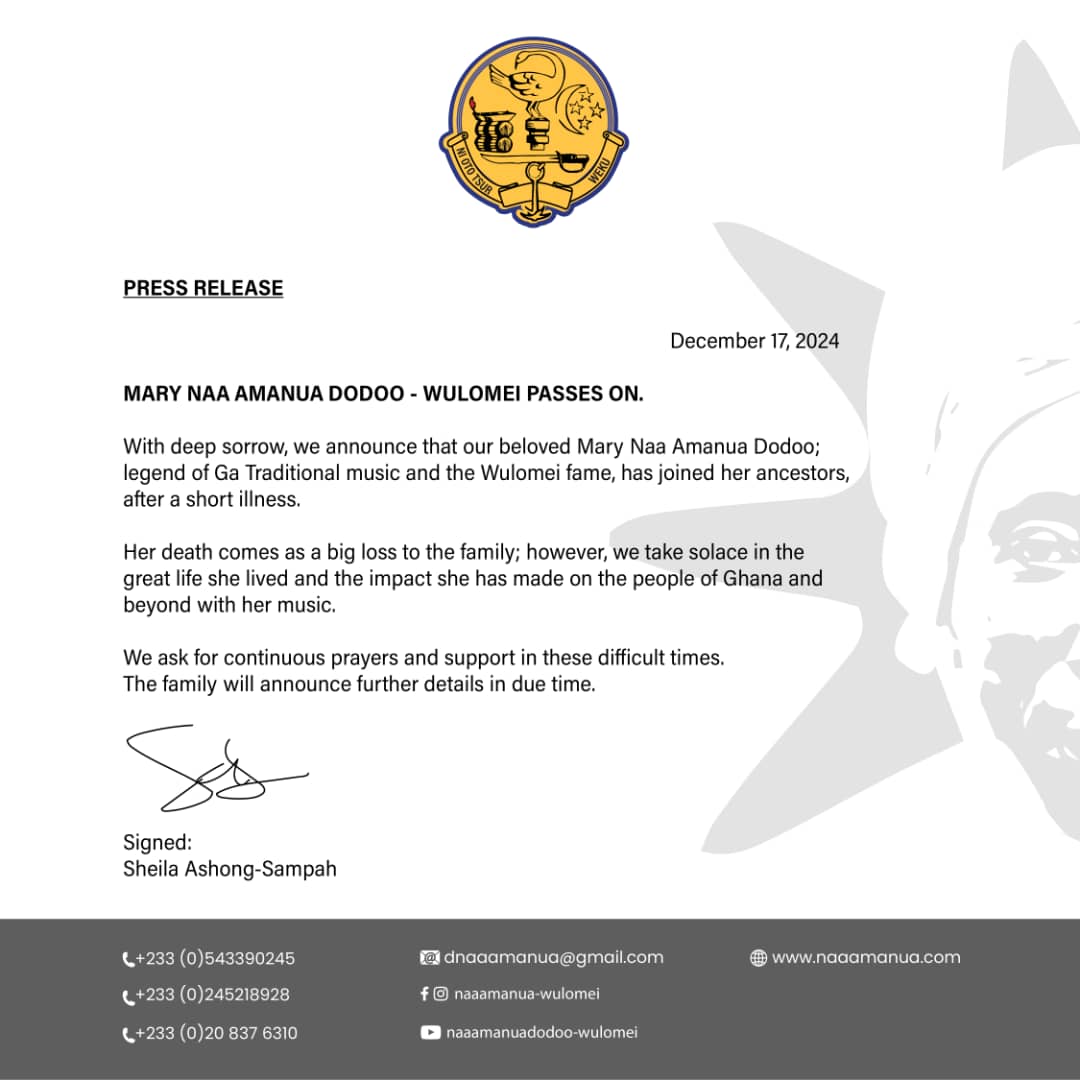 NI OTO TSUR
WEKU
PRESS RELEASE
December 17, 2024
MARY NAA AMANUA DODOO - WULOMEI PASSES ON.
With deep sorrow, we announce that our beloved Mary Naa Amanua Dodoo;
legend of Ga Traditional music and the Wulomei fame, has joined her ancestors,
after a short illness.
Her death comes as a big loss to the family; however, we take solace in the
great life she lived and the impact she has made on the people of Ghana and
beyond with her music.
We ask for continuous prayers and support in these difficult times.
The family will announce further details in due time.
Signed:
Sheila Ashong-Sampah
+233 (0)543390245
dnaaamanua@gmail.com
www.naaamanua.com
+233 (0)245218928
naaamanua-wulomei
+233 (0)20 837 6310
naaamanuadodoo-wulomei